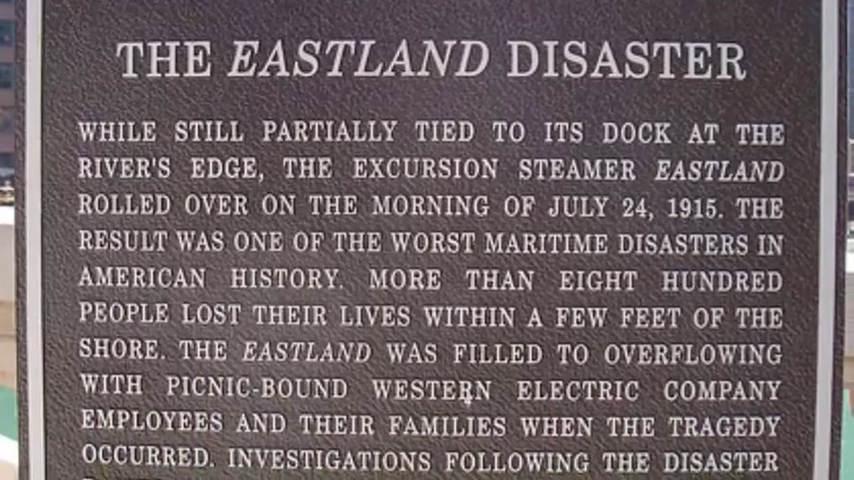 THE EASTLAND DISASTER
WHILE STILL PARTIALLY TIED TO ITS DOCK AT THE
RIVER'S EDGE, THE EXCURSION STEAMER EASTLAND
ROLLED OVER ON THE MORNING OF JULY 24, 1915. THE
RESULT WAS ONE OF THE WORST MARITIME DISASTERS IN
AMERICAN HISTORY. MORE THAN EIGHT HUNDRED
PEOPLE LOST THEIR LIVES WITHIN A FEW FEET OF THE
SHORE. THE EASTLAND WAS FILLED TO OVERFLOWING
WITH PICNIC-BOUND WESTERN ELECTRIC COMPANY
EMPLOYEES AND THEIR FAMILIES WHEN THE TRAGEDY
OCCURRED. INVESTIGATIONS FOLLOWING THE DISASTER